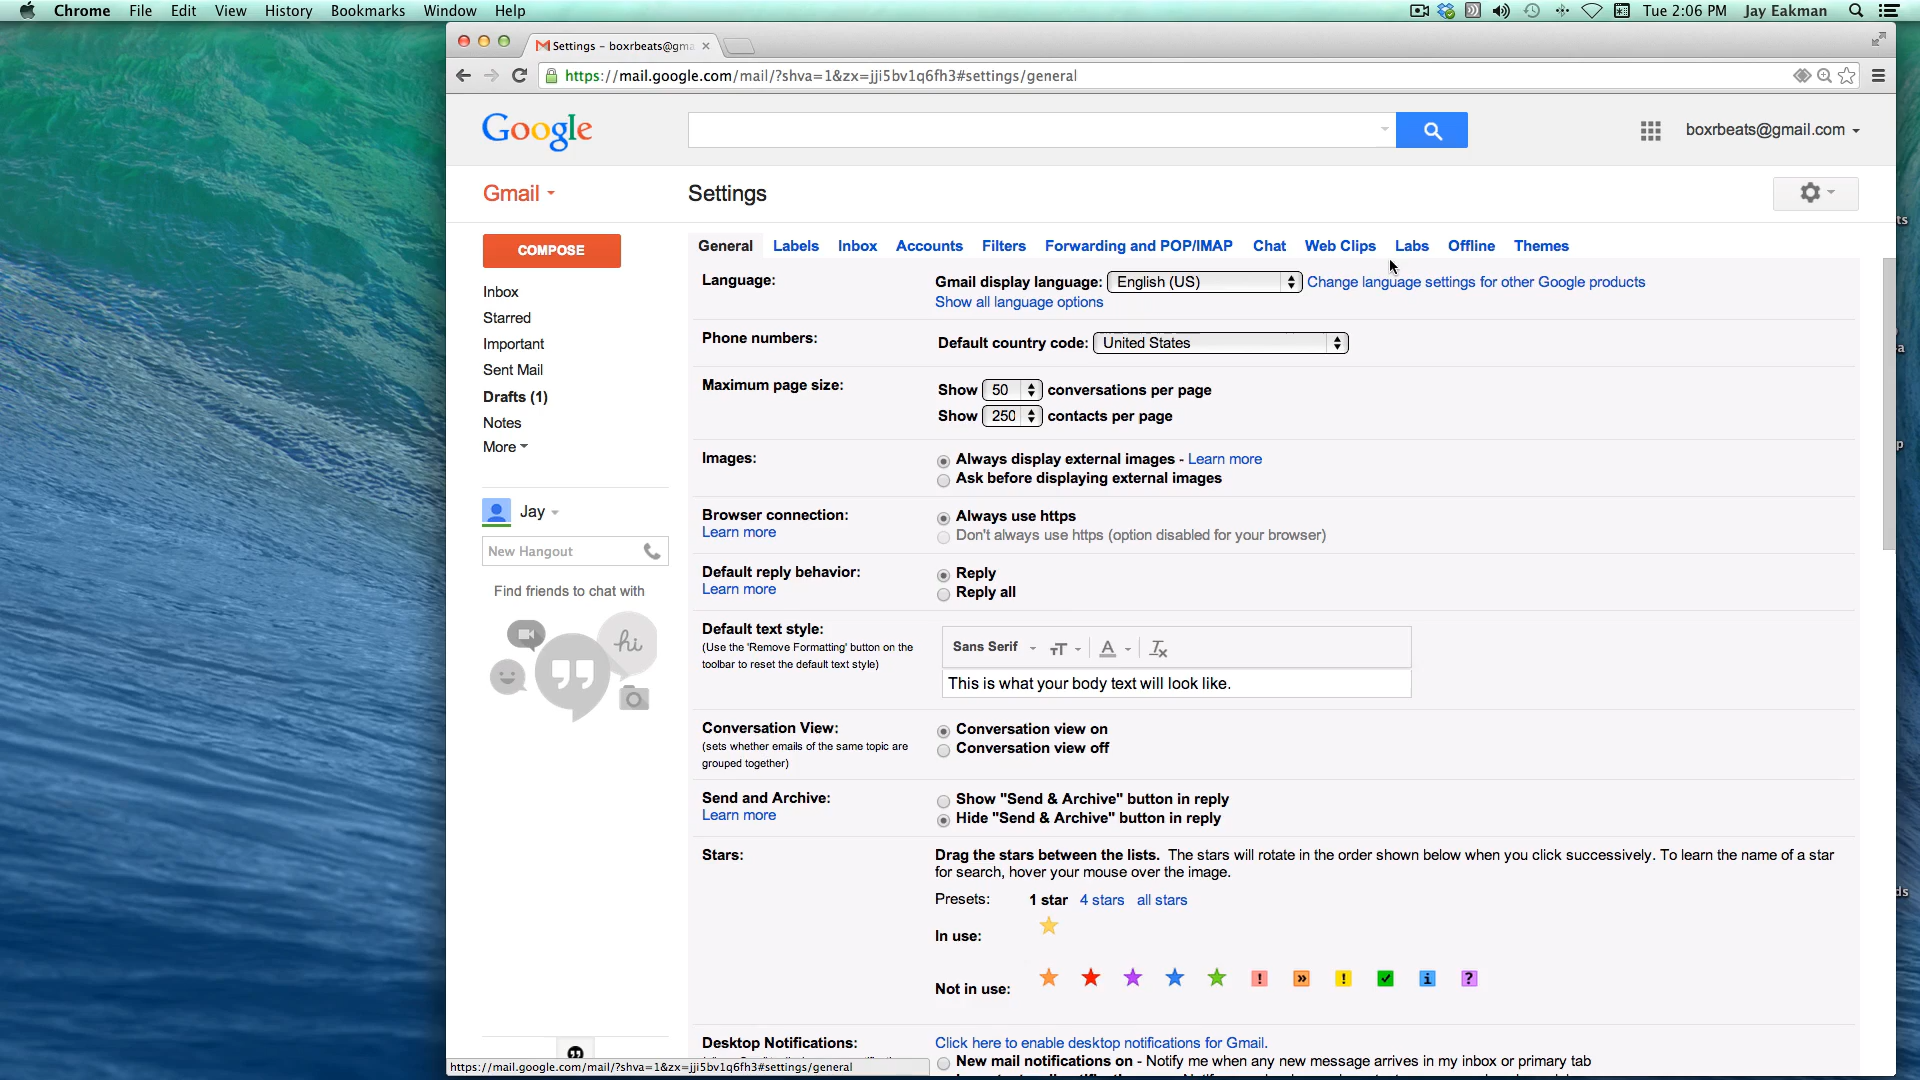 Chrome File Edit View History Bookmarks Window Help
Tue 2:06 PM Jay Eakman
Settings - boxrbeats@gma
https://mail.google.com/mail/?shva=1&zx=jji5bv1q6fh3#settings/general
Google
boxrbeats@gmail.com
Gmail
Settings
COMPOSE
Inbox
Starred
Important
Sent Mail
Drafts (1)
Notes
More
Jay
New Hangout
Find friends to chat with
hi
General Labels Inbox Accounts Filters Forwarding and POP/IMAP Chat Web Clips Labs Offline Themes
Language:
Gmail display language: English (US) Change language settings for other Google products
Show all language options
Phone numbers:
Default country code: United States
Maximum page size:
Show 50 conversations per page
Show 250 contacts per page
Images:
Always display external images - Learn more
Ask before displaying external images
Browser connection:
Learn more
Always use https
Don't always use https (option disabled for your browser)
Default reply behavior:
Learn more
Reply
Reply all
Default text style:
(Use the 'Remove Formatting' button on the
toolbar to reset the default text style)
Sans Serif
This is what your body text will look like.
Conversation View:
(sets whether emails of the same topic are
grouped together)
Conversation view on
Conversation view off
Send and Archive:
Learn more
Show "Send & Archive" button in reply
Hide "Send & Archive" button in reply
Stars:
Drag the stars between the lists. The stars will rotate in the order shown below when you click successively. To learn the name of a star
for search, hover your mouse over the image.
Presets: 1 star 4 stars all stars
In use:
Not in use:
Desktop Notifications:
Click here to enable desktop notifications for Gmail.
New mail notifications on - Notify me when any new message arrives in my inbox or primary tab
https://mail.google.com/mail/?shva=1&zx=jji5bv1q6fh3#settings/general